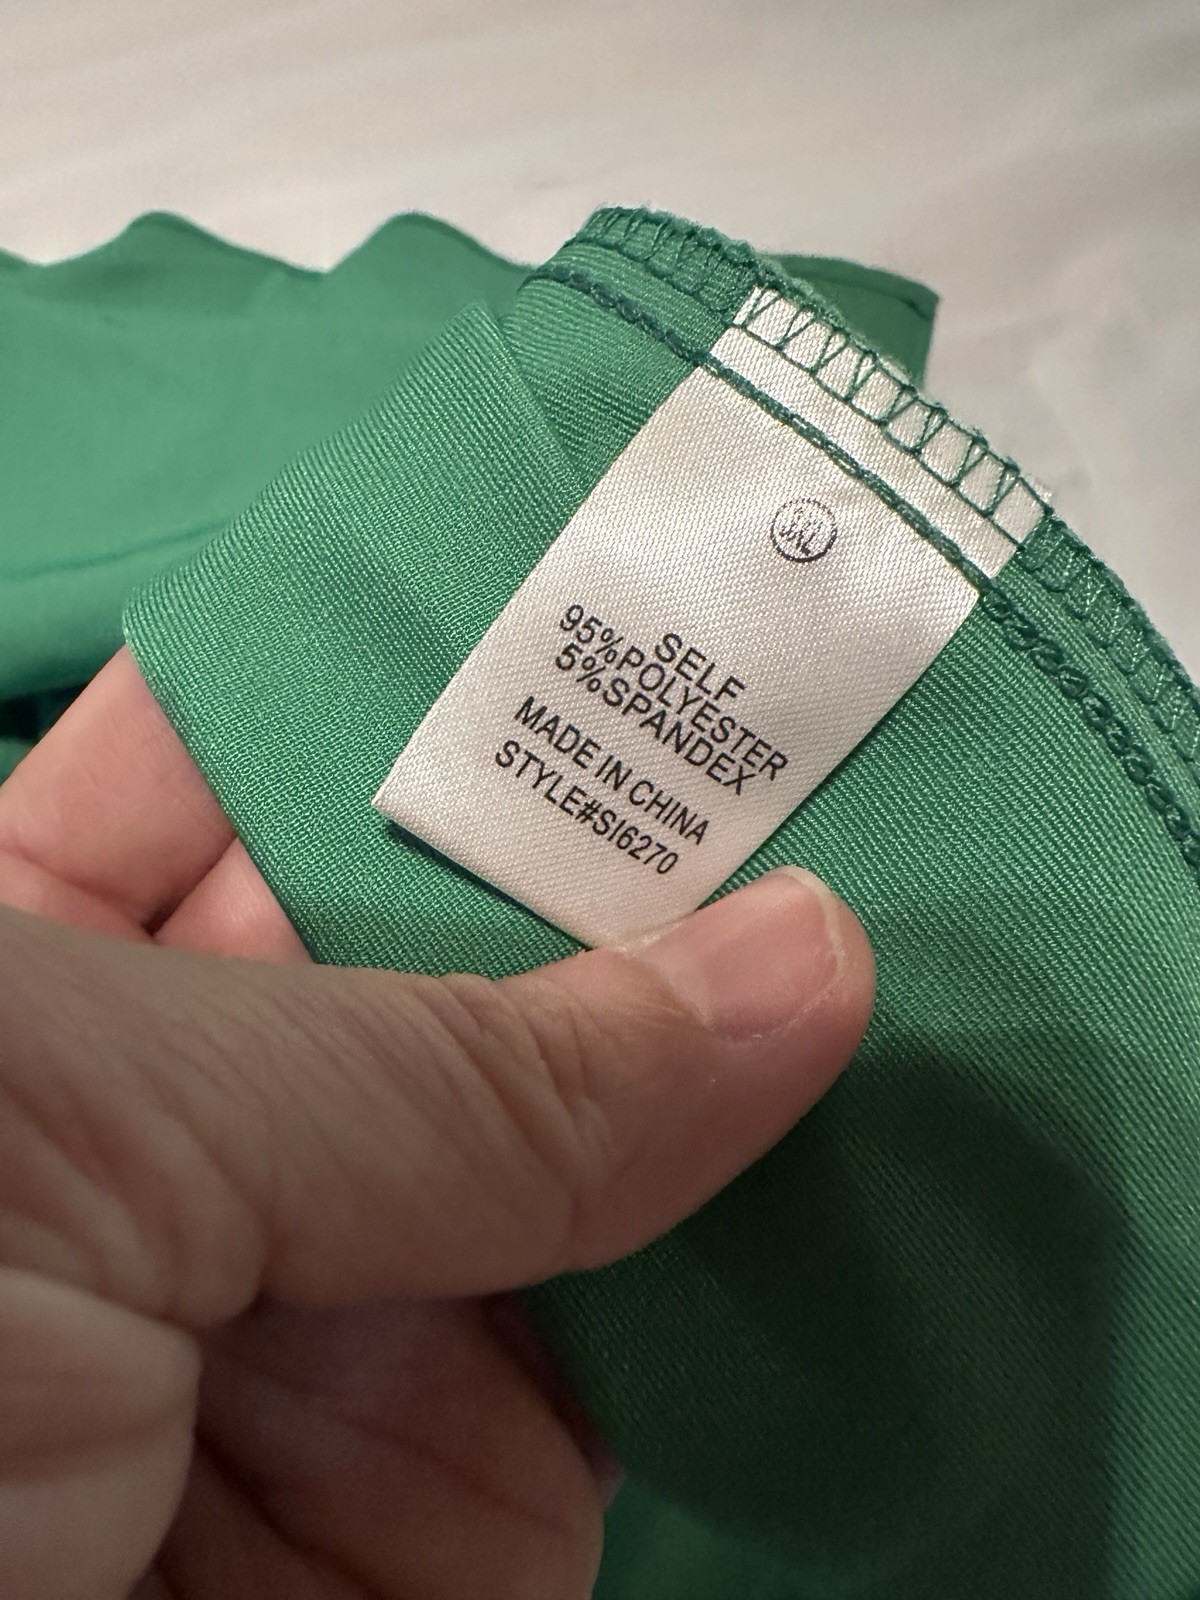 SELF
95%POLYESTER
5%SPANDEX
MADE IN CHINA
STYLE#SI6270